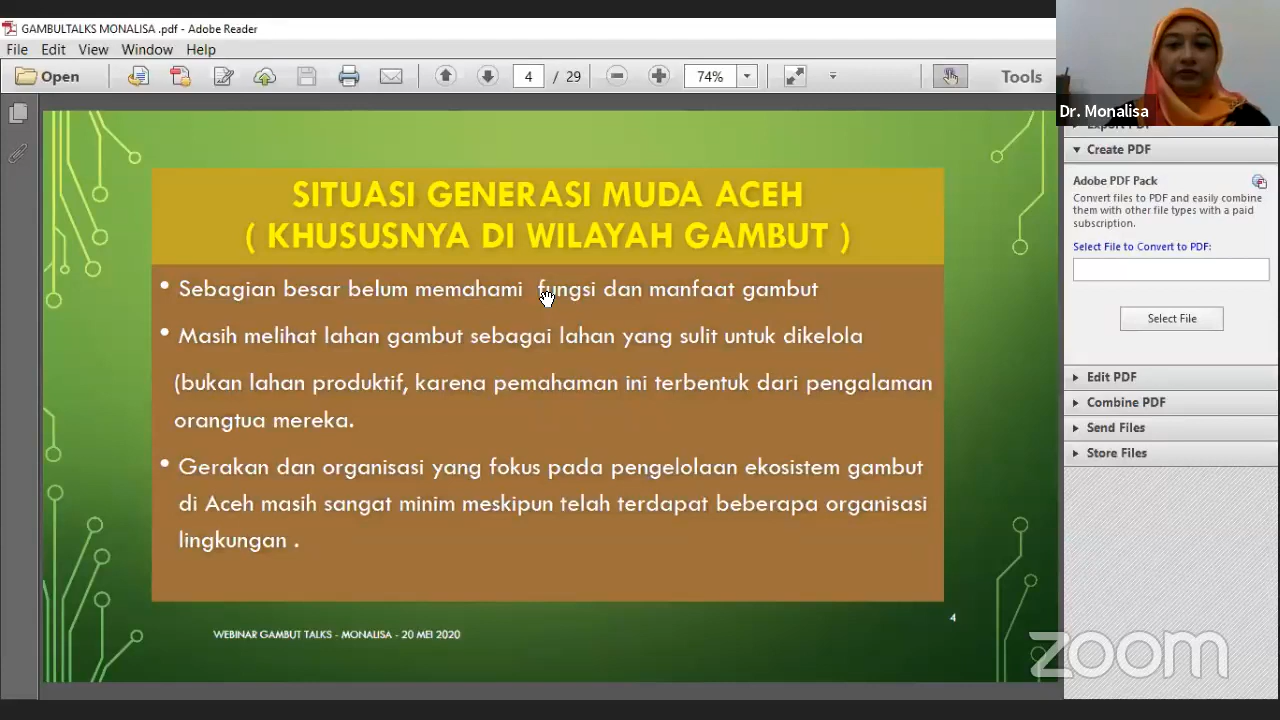 GAMBULTALKS MONALISA .pdf - Adobe Reader
File Edit View Window Help
Open 4 / 29 74% Tools
Dr. Monalisa
Create PDF
Adobe PDF Pack
Convert files to PDF and easily combine
them with other file types with a paid
subscription.
Select File to Convert to PDF:
Select File
Edit PDF
Combine PDF
Send Files
Store Files
SITUASI GENERASI MUDA ACEH
( KHUSUSNYA DI WILAYAH GAMBUT )
• Sebagian besar belum memahami fungsi dan manfaat gambut
• Masih melihat lahan gambut sebagai lahan yang sulit untuk dikelola
(bukan lahan produktif, karena pemahaman ini terbentuk dari pengalaman
orangtua mereka.
• Gerakan dan organisasi yang fokus pada pengelolaan ekosistem gambut
di Aceh masih sangat minim meskipun telah terdapat beberapa organisasi
lingkungan .
4
WEBINAR GAMBUT TALKS - MONALISA - 20 MEI 2020
zoom